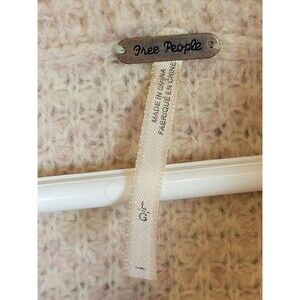 Free People
MADE IN CHINA
FABRIQUÉ EN CHINE
L/G